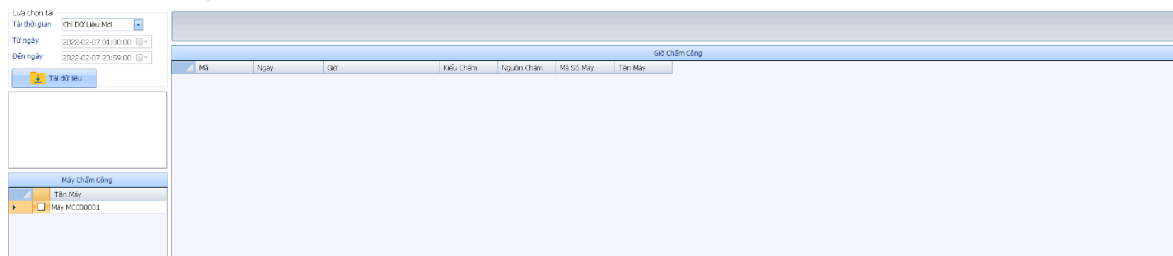 Lựa chọn tải
Tải thời gian Chỉ Dữ Liệu Mới
Từ ngày 2022-02-07 01:00:00
Đến ngày 2022-02-07 23:59:00
Tải dữ liệu
Máy Chấm Công
Tên Máy
Máy MCC00001
Giờ Chấm Công
Mã Ngày Giờ Kiểu Chấm Nguồn Chấm Mã Số Máy Tên Máy